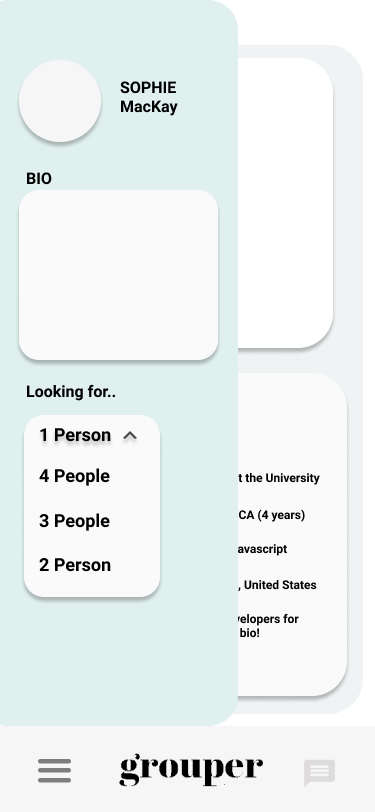 SOPHIE
MacKay
BIO
Looking for..
1 Person
4 People
3 People
2 Person
t the University
CA (4 years)
avascript
, United States
velopers for
bio!
grouper